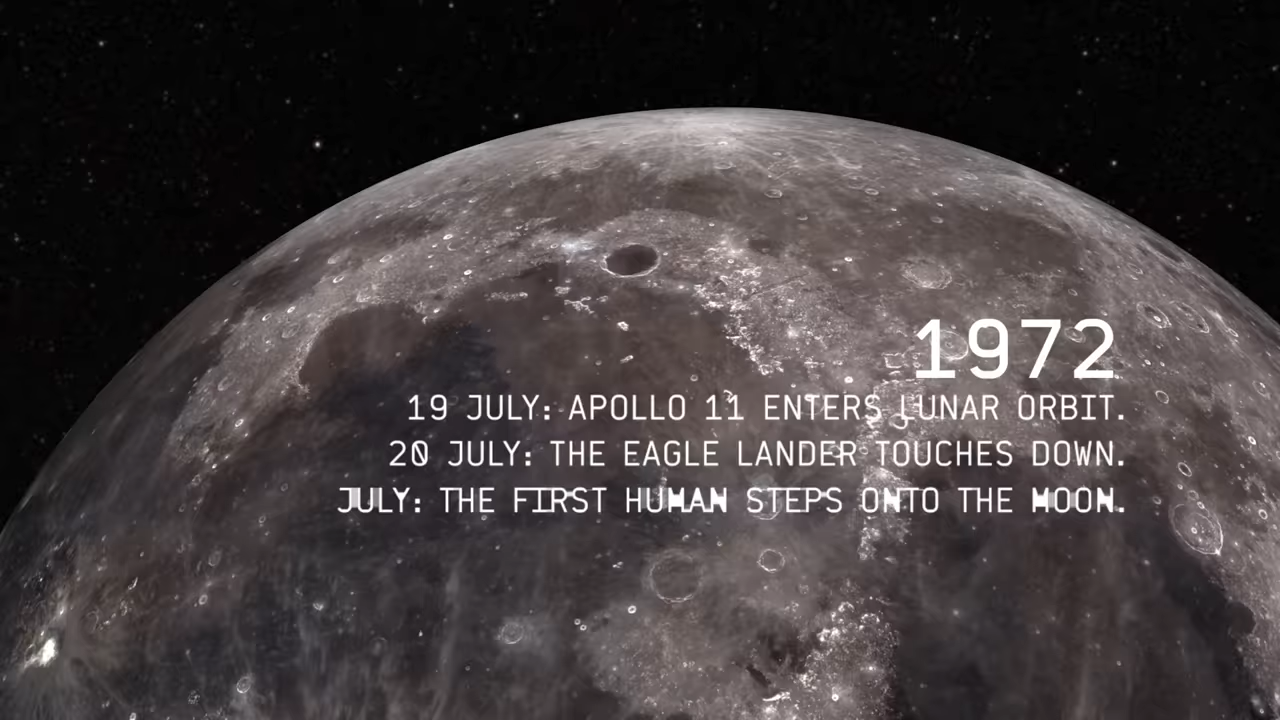 1972
19 JULY: APOLLO 11 ENTERS LUNAR ORBIT.
20 JULY: THE EAGLE LANDER TOUCHES DOWN.
JULY: THE FIRST HUMAN STEPS ONTO THE MOON.